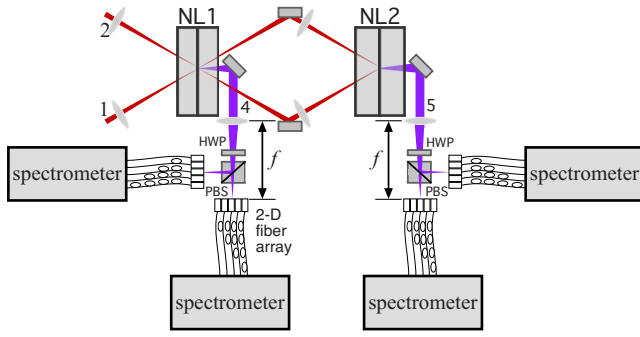 NL1
NL2
2
1
4
5
HWP
f
f
HWP
PBS
PBS
spectrometer
spectrometer
2-D
fiber
array
spectrometer
spectrometer